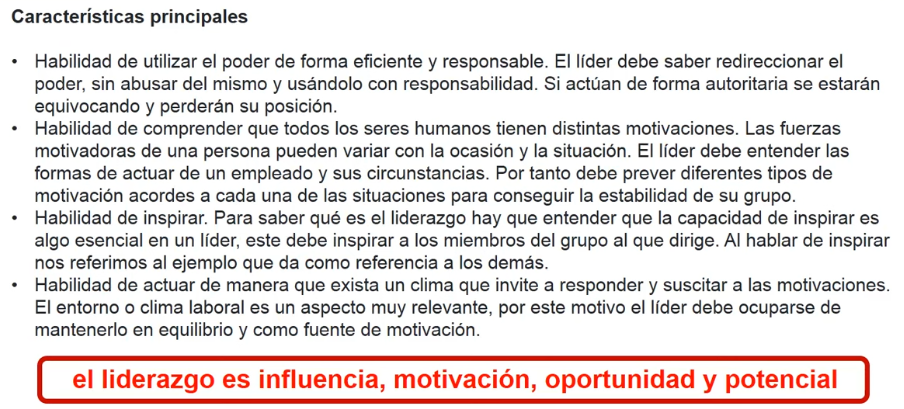 Características principales
• Habilidad de utilizar el poder de forma eficiente y responsable. El líder debe saber redireccionar el
poder, sin abusar del mismo y usándolo con responsabilidad. Si actúan de forma autoritaria se estarán
equivocando y perderán su posición.
• Habilidad de comprender que todos los seres humanos tienen distintas motivaciones. Las fuerzas
motivadoras de una persona pueden variar con la ocasión y la situación. El líder debe entender las
formas de actuar de un empleado y sus circunstancias. Por tanto debe prever diferentes tipos de
motivación acordes a cada una de las situaciones para conseguir la estabilidad de su grupo.
• Habilidad de inspirar. Para saber qué es el liderazgo hay que entender que la capacidad de inspirar es
algo esencial en un líder, este debe inspirar a los miembros del grupo al que dirige. Al hablar de inspirar
nos referimos al ejemplo que da como referencia a los demás.
• Habilidad de actuar de manera que exista un clima que invite a responder y suscitar a las motivaciones.
El entorno o clima laboral es un aspecto muy relevante, por este motivo el líder debe ocuparse de
mantenerlo en equilibrio y como fuente de motivación.
el liderazgo es influencia, motivación, oportunidad y potencial